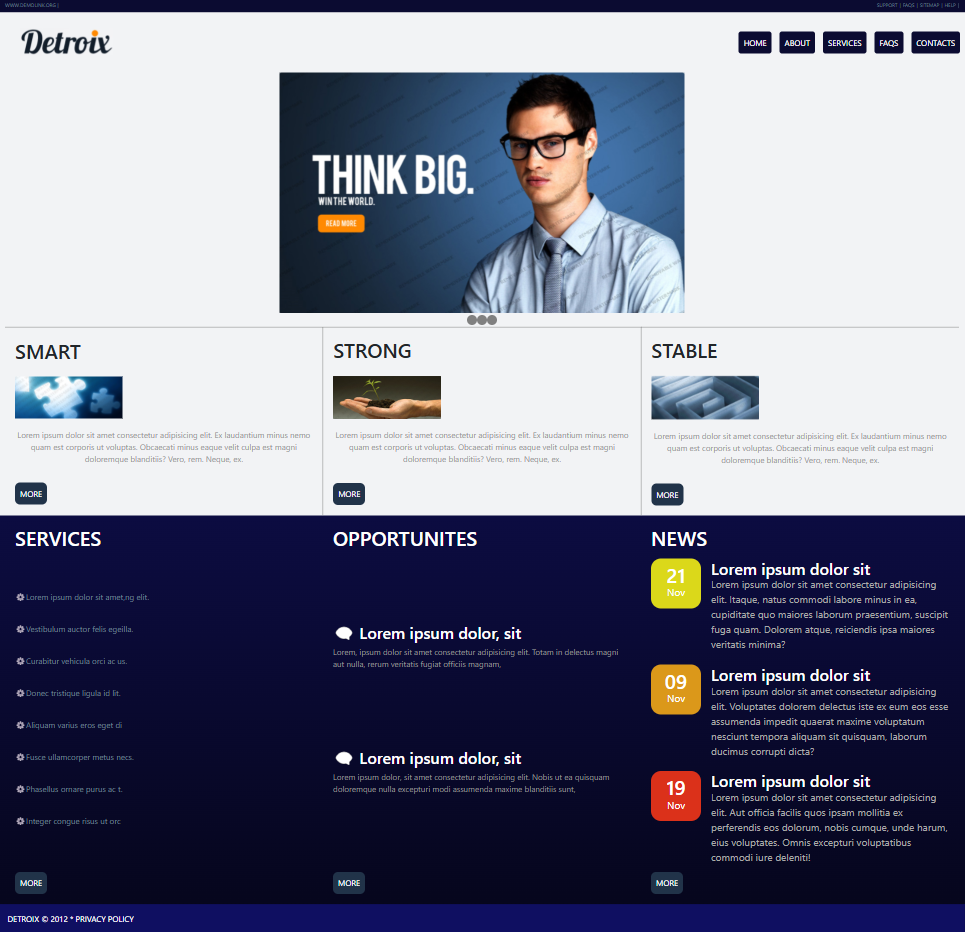 WWW.DEMOLINK.ORG |
SUPPORT | FAQS | SITEMAP | HELP |
Detroix
HOME
ABOUT
SERVICES
FAQS
CONTACTS
THINK BIG.
WIN THE WORLD.
READ MORE
SMART
Lorem ipsum dolor sit amet consectetur adipisicing elit. Ex laudantium minus nemo
quam est corporis ut voluptas. Obcaecati minus eaque velit culpa est magni
doloremque blanditiis? Vero, rem. Neque, ex.
MORE
STRONG
Lorem ipsum dolor sit amet consectetur adipisicing elit. Ex laudantium minus nemo
quam est corporis ut voluptas. Obcaecati minus eaque velit culpa est magni
doloremque blanditiis? Vero, rem. Neque, ex.
MORE
STABLE
Lorem ipsum dolor sit amet consectetur adipisicing elit. Ex laudantium minus nemo
quam est corporis ut voluptas. Obcaecati minus eaque velit culpa est magni
doloremque blanditiis? Vero, rem. Neque, ex.
MORE
SERVICES
Lorem ipsum dolor sit amet,ng elit.
Vestibulum auctor felis egeilla.
Curabitur vehicula orci ac us.
Donec tristique ligula id lit.
Aliquam varius eros eget di
Fusce ullamcorper metus necs.
Phasellus ornare purus ac t.
Integer congue risus ut orc
MORE
OPPORTUNITES
Lorem ipsum dolor, sit
Lorem ipsum dolor, sit amet consectetur adipisicing elit. Totam in delectus magni
aut nulla, rerum veritatis fugiat officiis magnam,
Lorem ipsum dolor, sit
Lorem ipsum dolor, sit amet consectetur adipisicing elit. Nobis ut ea quisquam
doloremque nulla excepturi modi assumenda maxime blanditiis sunt,
MORE
NEWS
21
Nov
Lorem ipsum dolor sit
Lorem ipsum dolor sit amet consectetur adipisicing
elit. Itaque, natus commodi labore minus in ea,
cupiditate quo maiores laborum praesentium, suscipit
fuga quam. Dolorem atque, reiciendis ipsa maiores
veritatis minima?
09
Nov
Lorem ipsum dolor sit
Lorem ipsum dolor sit amet consectetur adipisicing
elit. Voluptates dolorem delectus iste ex eum eos esse
assumenda impedit quaerat maxime voluptatum
nesciunt tempora aliquam sit quisquam, laborum
ducimus corrupti dicta?
19
Nov
Lorem ipsum dolor sit
Lorem ipsum dolor sit amet consectetur adipisicing
elit. Aut officia facilis quos ipsam mollitia ex
perferendis eos dolorum, nobis cumque, unde harum,
eius voluptates. Omnis excepturi voluptatibus
commodi iure deleniti!
MORE
DETROIX © 2012 * PRIVACY POLICY